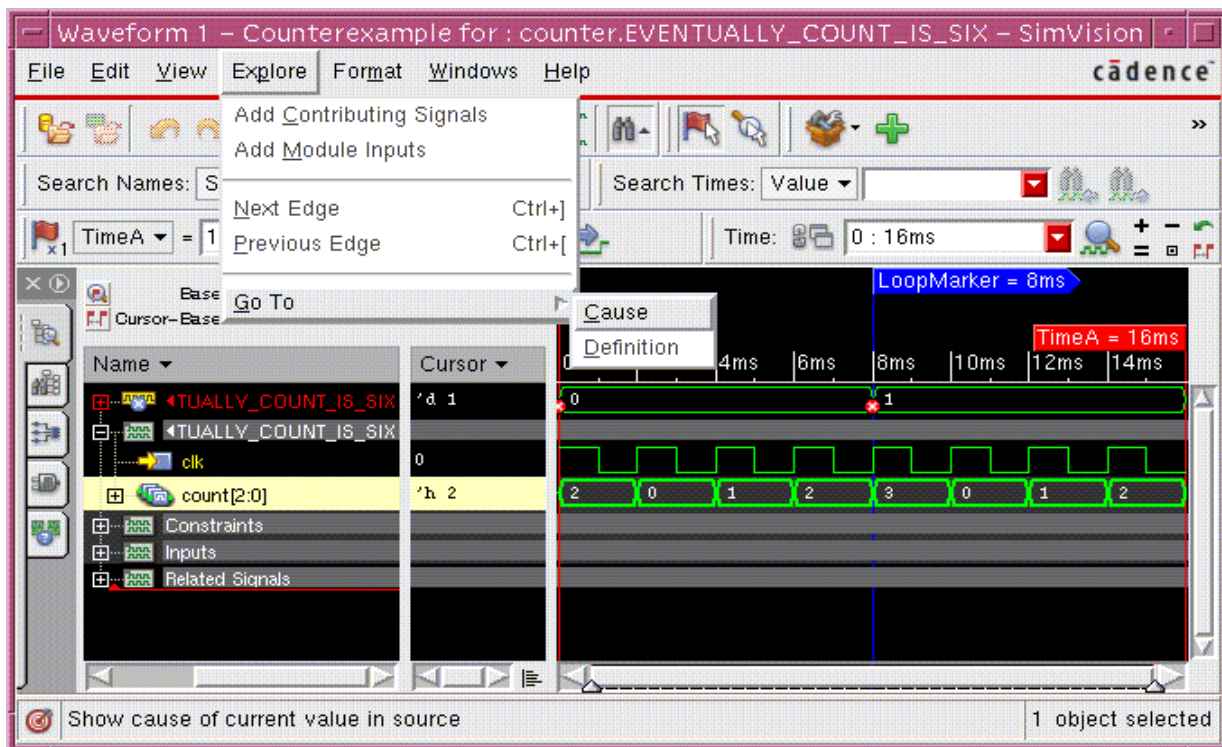 Waveform 1 – Counterexample for : counter.EVENTUALLY_COUNT_IS_SIX – SimVision
File Edit View Explore Format Windows Help cādence
Add Contributing Signals
Add Module Inputs
Search Names: S Search Times: Value
Next Edge Ctrl+]
TimeA = 1 Time: 0 : 16ms
Previous Edge Ctrl+[
LoopMarker = 8ms
Base
Go To
Cursor-Base
Cause
Definition
TimeA = 16ms
Name Cursor 0 4ms 6ms 8ms 10ms 12ms 14ms
TUALLY_COUNT_IS_SIX 'd 1 0 1
TUALLY_COUNT_IS_SIX
clk 0
count[2:0] 'h 2 2 0 1 2 3 0 1 2
Constraints
Inputs
Related Signals
Show cause of current value in source 1 object selected